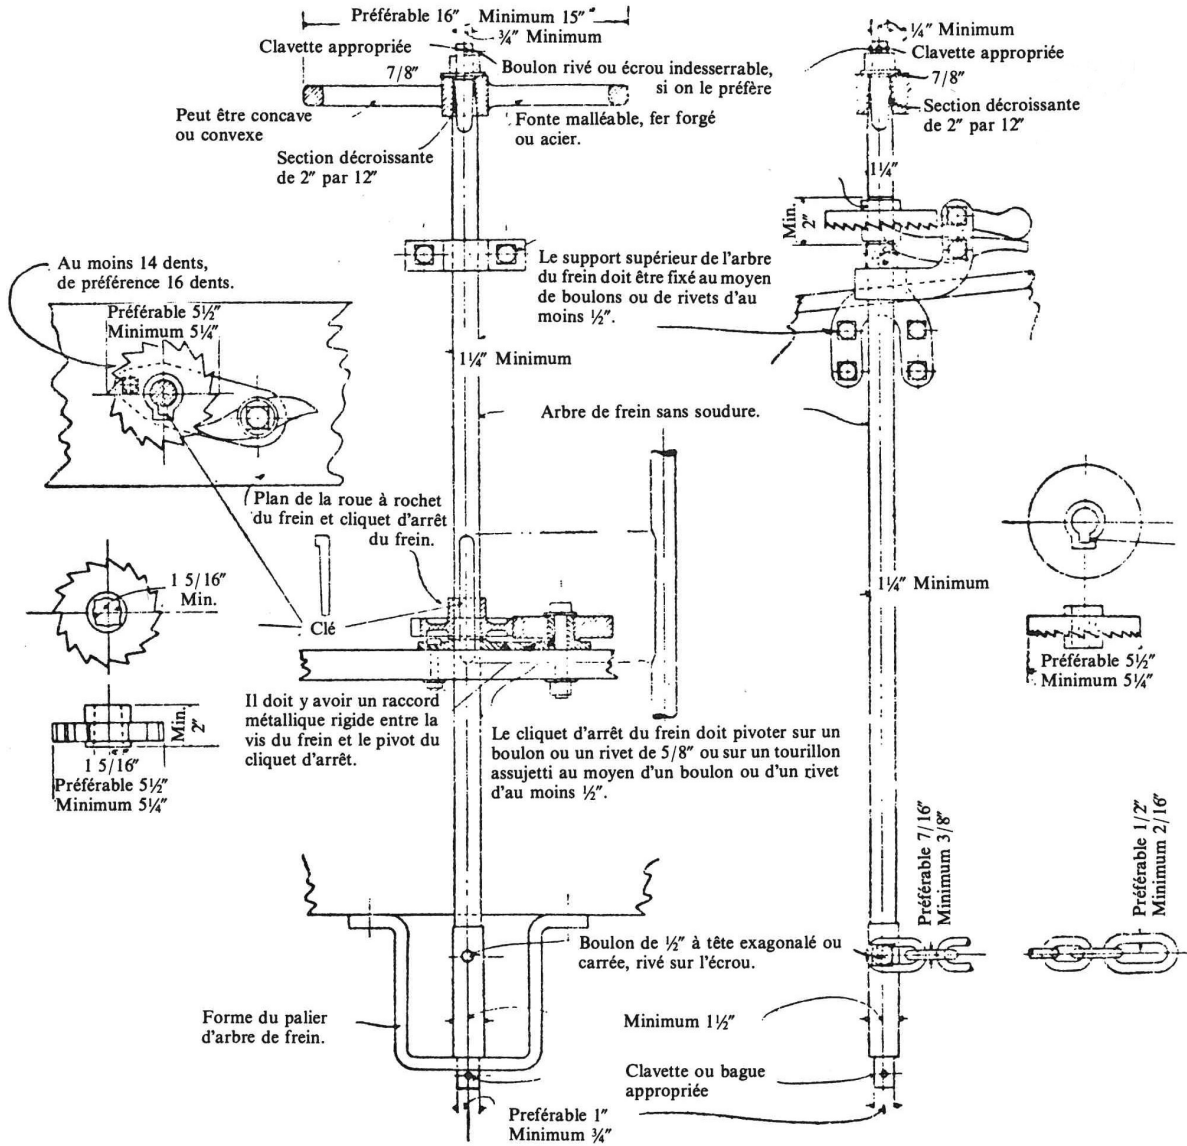 Préférable 16" Minimum 15"
¾" Minimum
Clavette appropriée
7/8"
Boulon rivé ou écrou indesserrable,
si on le préfère
Peut être concave
ou convexe
Fonte malléable, fer forgé
ou acier.
Section décroissante
de 2" par 12"
¼" Minimum
Clavette appropriée
7/8"
Section décroissante
de 2" par 12"
1¼"
Min.
2"
Au moins 14 dents,
de préférence 16 dents.
Préférable 5½"
Minimum 5¼"
Le support supérieur de l'arbre
du frein doit être fixé au moyen
de boulons ou de rivets d'au
moins ½".
1¼" Minimum
Arbre de frein sans soudure.
Plan de la roue à rochet
du frein et cliquet d'arrêt
du frein.
1 5/16"
Min.
Clé
1¼" Minimum
Préférable 5½"
Minimum 5¼"
Min.
2"
1 5/16"
Préférable 5½"
Minimum 5¼"
Il doit y avoir un raccord
métallique rigide entre la
vis du frein et le pivot du
cliquet d'arrêt.
Le cliquet d'arrêt du frein doit pivoter sur un
boulon ou un rivet de 5/8" ou sur un tourillon
assujetti au moyen d'un boulon ou d'un rivet
d'au moins ½".
Préférable 7/16"
Minimum 3/8"
Préférable 1/2"
Minimum 2/16"
Boulon de ½" à tête exagonalé ou
carrée, rivé sur l'écrou.
Forme du palier
d'arbre de frein.
Minimum 1½"
Clavette ou bague
appropriée
Preférable 1"
Minimum ¾"